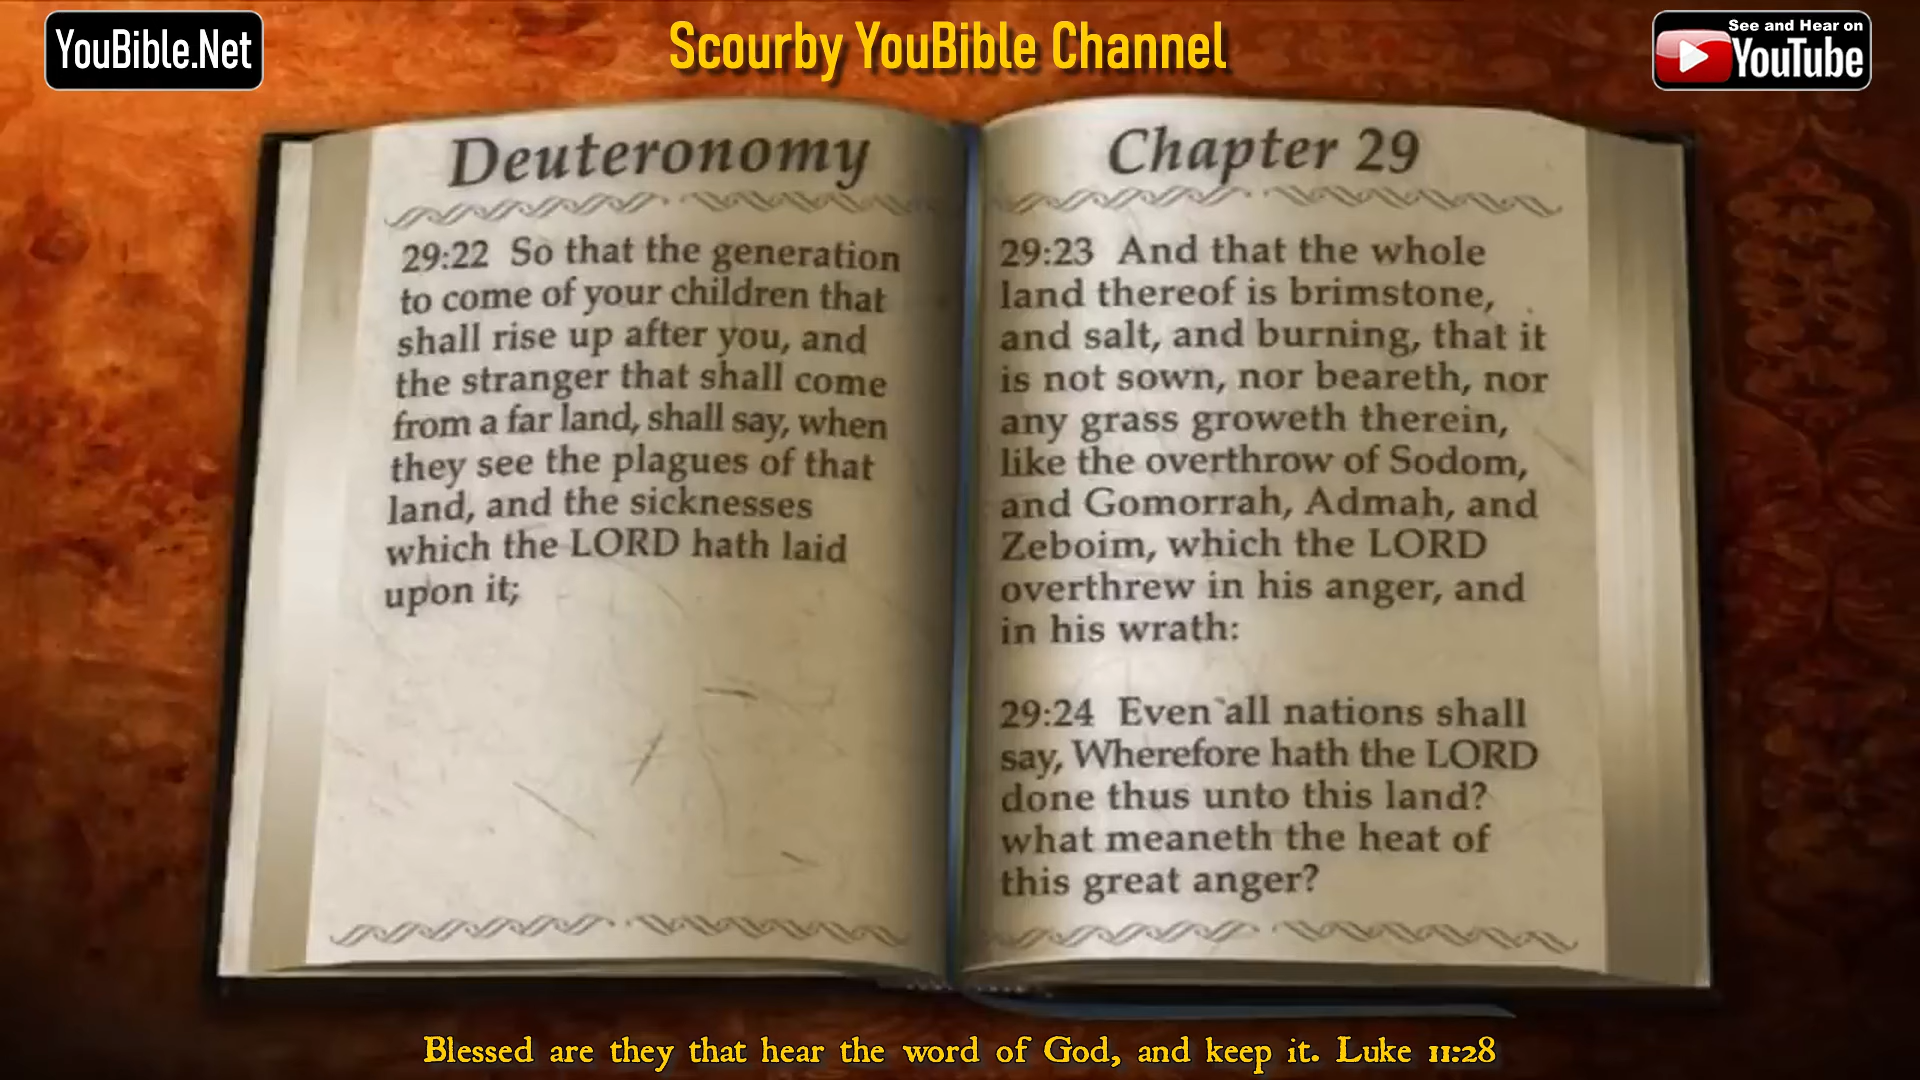 YouBible.Net
Scourby YouBible Channel
See and Hear on
YouTube
Deuteronomy
29:22 So that the generation
to come of your children that
shall rise up after you, and
the stranger that shall come
from a far land, shall say, when
they see the plagues of that
land, and the sicknesses
which the LORD hath laid
upon it;
Chapter 29
29:23 And that the whole
land thereof is brimstone,
and salt, and burning, that it
is not sown, nor beareth, nor
any grass groweth therein,
like the overthrow of Sodom,
and Gomorrah, Admah, and
Zeboim, which the LORD
overthrew in his anger, and
in his wrath:
29:24 Even all nations shall
say, Wherefore hath the LORD
done thus unto this land?
what meaneth the heat of
this great anger?
Blessed are they that hear the word of God, and keep it. Luke 11:28